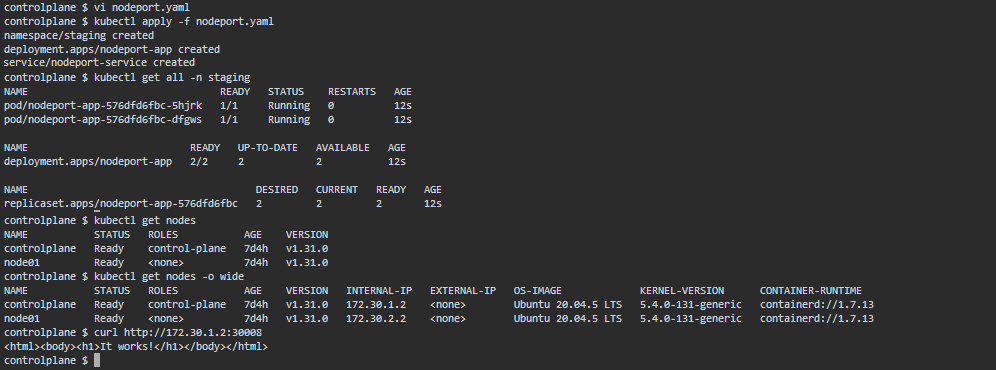 controlplane $ vi nodeport.yaml
controlplane $ kubectl apply -f nodeport.yaml
namespace/staging created
deployment.apps/nodeport-app created
service/nodeport-service created
controlplane $ kubectl get all -n staging
NAME                                READY   STATUS    RESTARTS   AGE
pod/nodeport-app-576dfd6fbc-5hjrk   1/1     Running   0          12s
pod/nodeport-app-576dfd6fbc-dfgws   1/1     Running   0          12s

NAME                           READY   UP-TO-DATE   AVAILABLE   AGE
deployment.apps/nodeport-app   2/2     2            2           12s

NAME                                      DESIRED   CURRENT   READY   AGE
replicaset.apps/nodeport-app-576dfd6fbc   2         2         2       12s
controlplane $ kubectl get nodes
NAME           STATUS   ROLES           AGE    VERSION
controlplane   Ready    control-plane   7d4h   v1.31.0
node01         Ready    <none>          7d4h   v1.31.0
controlplane $ kubectl get nodes -o wide
NAME           STATUS   ROLES           AGE    VERSION   INTERNAL-IP   EXTERNAL-IP   OS-IMAGE             KERNEL-VERSION      CONTAINER-RUNTIME
controlplane   Ready    control-plane   7d4h   v1.31.0   172.30.1.2    <none>        Ubuntu 20.04.5 LTS   5.4.0-131-generic   containerd://1.7.13
node01         Ready    <none>          7d4h   v1.31.0   172.30.2.2    <none>        Ubuntu 20.04.5 LTS   5.4.0-131-generic   containerd://1.7.13
controlplane $ curl http://172.30.1.2:30008
<html><body><h1>It works!</h1></body></html>
controlplane $